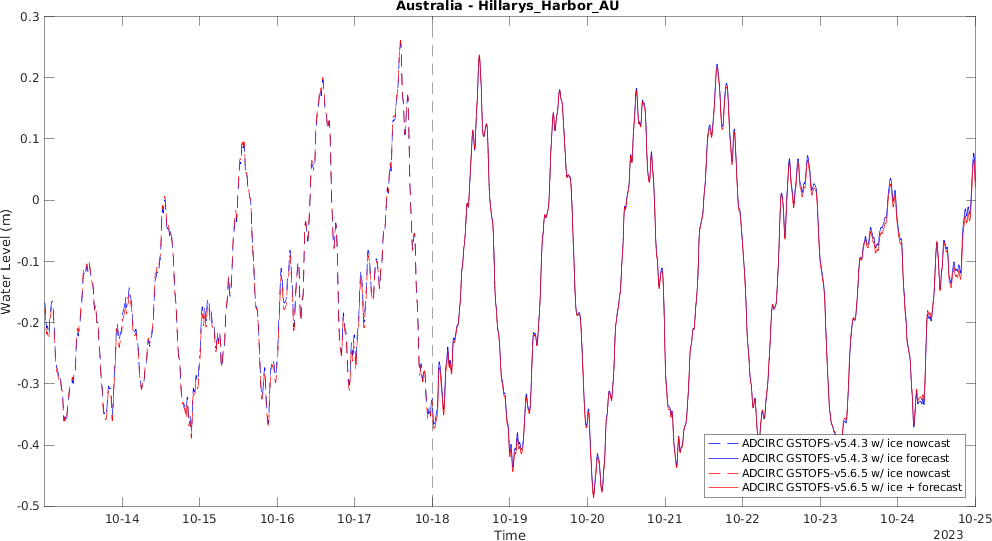 Australia - Hillarys_Harbor_AU
Water Level (m)
0.3
0.2
0.1
0
-0.1
-0.2
-0.3
-0.4
-0.5
ADCIRC GSTOFS-v5.4.3 w/ ice nowcast
ADCIRC GSTOFS-v5.4.3 w/ ice forecast
ADCIRC GSTOFS-v5.6.5 w/ ice nowcast
ADCIRC GSTOFS-v5.6.5 w/ ice + forecast
10-14 10-15 10-16 10-17 10-18 10-19 10-20 10-21 10-22 10-23 10-24 10-25
Time
2023